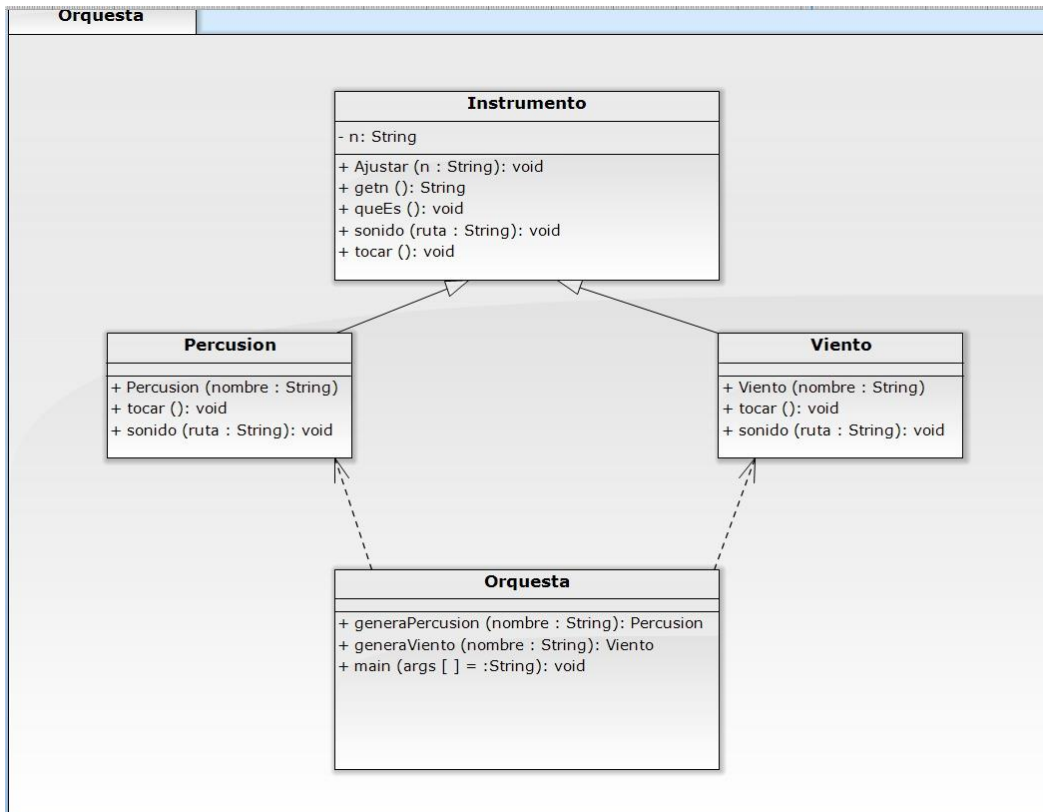 Orquesta
Instrumento
- n: String
+ Ajustar (n : String): void
+ getn (): String
+ queEs (): void
+ sonido (ruta : String): void
+ tocar (): void
Percusion
+ Percusion (nombre : String)
+ tocar (): void
+ sonido (ruta : String): void
Viento
+ Viento (nombre : String)
+ tocar (): void
+ sonido (ruta : String): void
Orquesta
+ generaPercusion (nombre : String): Percusion
+ generaViento (nombre : String): Viento
+ main (args [ ] = :String): void